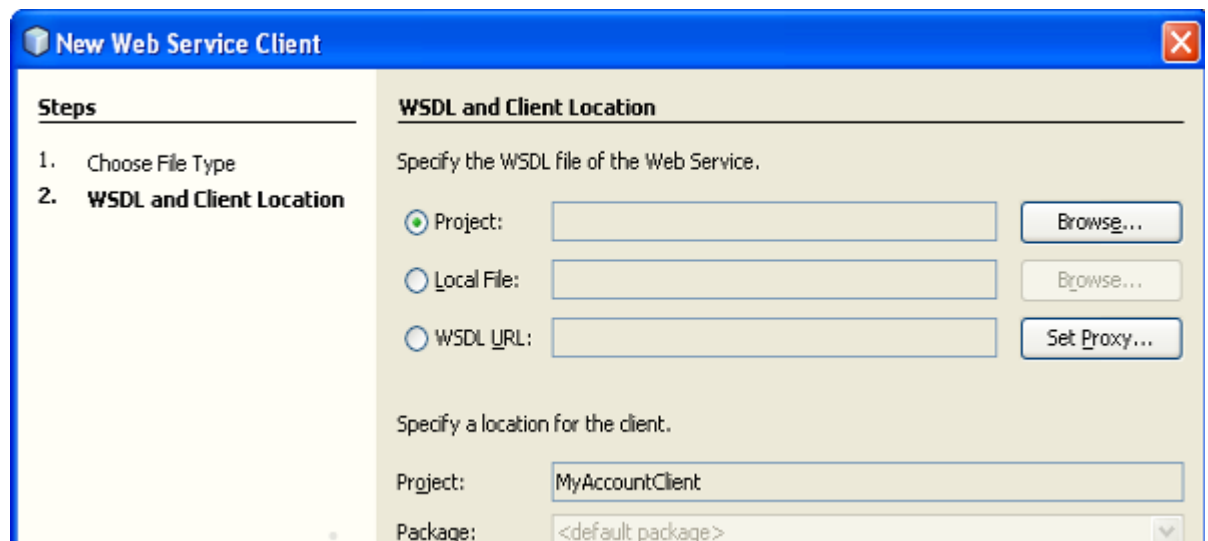 New Web Service Client
Steps
1. Choose File Type
2. WSDL and Client Location
WSDL and Client Location
Specify the WSDL file of the Web Service.
Project: Browse...
Local File: Browse...
WSDL URL: Set Proxy...
Specify a location for the client.
Project: MyAccountClient
Package: <default package>